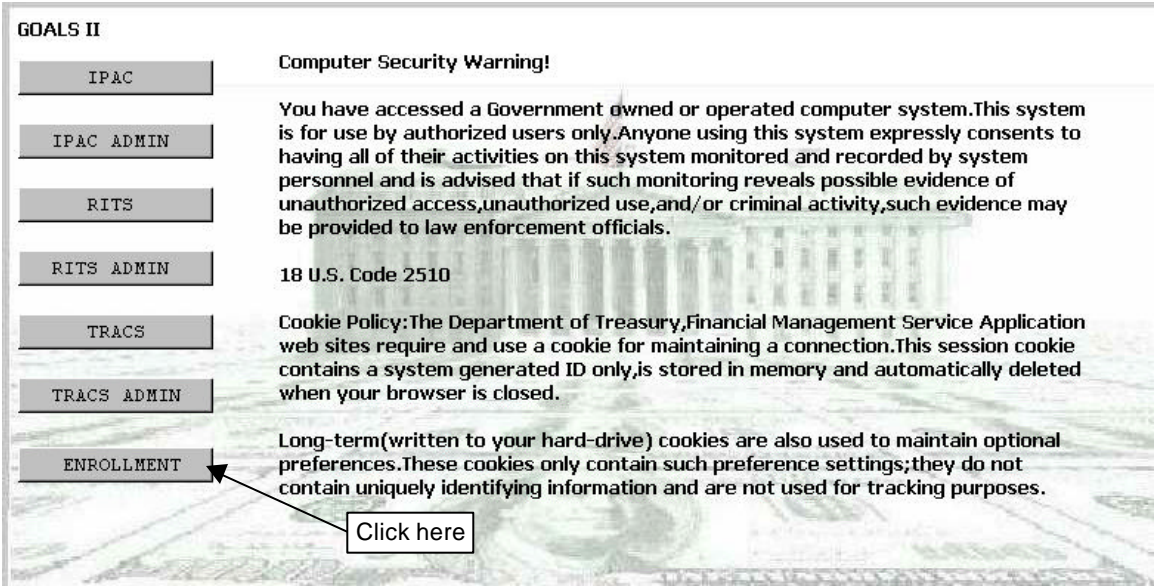 GOALS II
IPAC
IPAC ADMIN
RITS
RITS ADMIN
TRACS
TRACS ADMIN
ENROLLMENT
Click here
Computer Security Warning!
You have accessed a Government owned or operated computer system.This system
is for use by authorized users only.Anyone using this system expressly consents to
having all of their activities on this system monitored and recorded by system
personnel and is advised that if such monitoring reveals possible evidence of
unauthorized access,unauthorized use,and/or criminal activity,such evidence may
be provided to law enforcement officials.
18 U.S. Code 2510
Cookie Policy:The Department of Treasury,Financial Management Service Application
web sites require and use a cookie for maintaining a connection.This session cookie
contains a system generated ID only,is stored in memory and automatically deleted
when your browser is closed.
Long-term(written to your hard-drive) cookies are also used to maintain optional
preferences.These cookies only contain such preference settings;they do not
contain uniquely identifying information and are not used for tracking purposes.